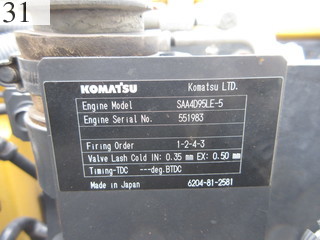 31
KOMATSU Komatsu LTD.
Engine Model SAA4D95LE-5
Engine Serial No. 551983
Firing Order 1-2-4-3
Valve Lash Cold IN: 0.35 mm EX: 0.50 mm
Timing-TDC ---deg.BTDC
Made in Japan 6204-81-2581